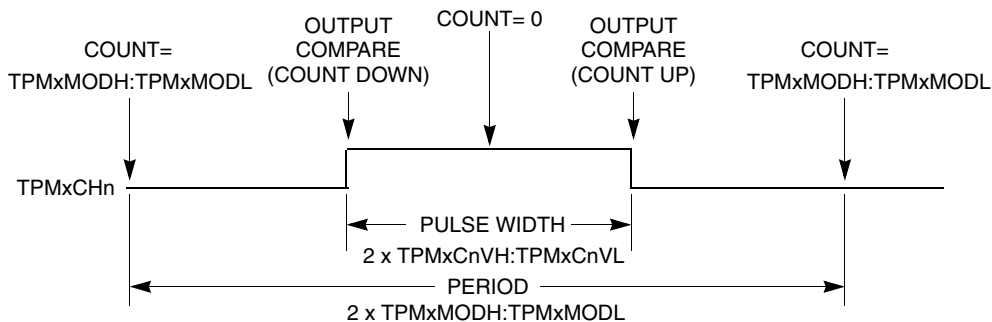 COUNT= 0
OUTPUT
COMPARE
(COUNT DOWN)
OUTPUT
COMPARE
(COUNT UP)
COUNT=
TPMxMODH:TPMxMODL
COUNT=
TPMxMODH:TPMxMODL
TPMxCHn
PULSE WIDTH
2 x TPMxCnVH:TPMxCnVL
PERIOD
2 x TPMxMODH:TPMxMODL